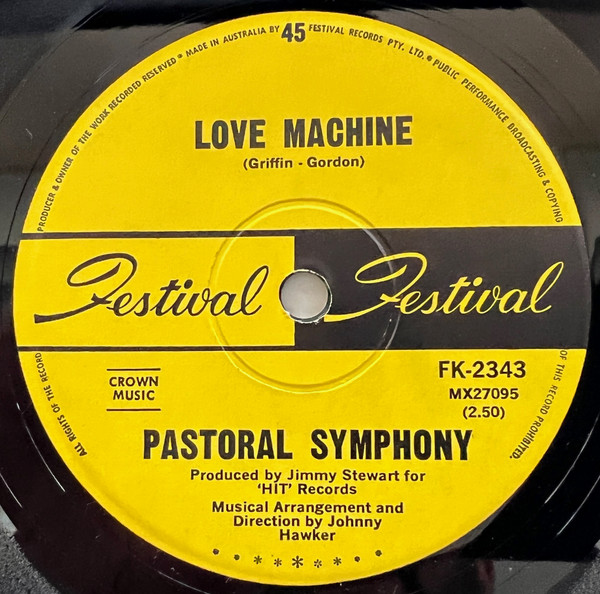 PRODUCER & OWNER OF THE WORK RECORDED RESERVED • MADE IN AUSTRALIA BY 45 FESTIVAL RECORDS PTY. LTD. • PUBLIC PERFORMANCE BROADCASTING & COPYING
LOVE MACHINE
(Griffin - Gordon)
Festival Festival
ALL RIGHTS OF THE RECORD
OF THIS RECORD PROHIBITED.
CROWN
MUSIC
FK-2343
MX27095
(2.50)
PASTORAL SYMPHONY
Produced by Jimmy Stewart for
'HIT' Records
Musical Arrangement and
Direction by Johnny
Hawker